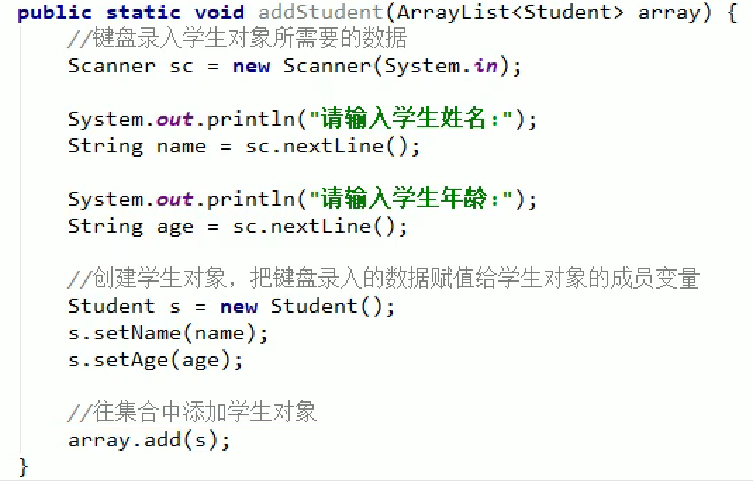 public static void addStudent(ArrayList<Student> array) {
//键盘录入学生对象所需要的数据
Scanner sc = new Scanner(System.in);
System.out.println("请输入学生姓名:");
String name = sc.nextLine();
System.out.println("请输入学生年龄:");
String age = sc.nextLine();
//创建学生对象，把键盘录入的数据赋值给学生对象的成员变量
Student s = new Student();
s.setName(name);
s.setAge(age);
//往集合中添加学生对象
array.add(s);
}